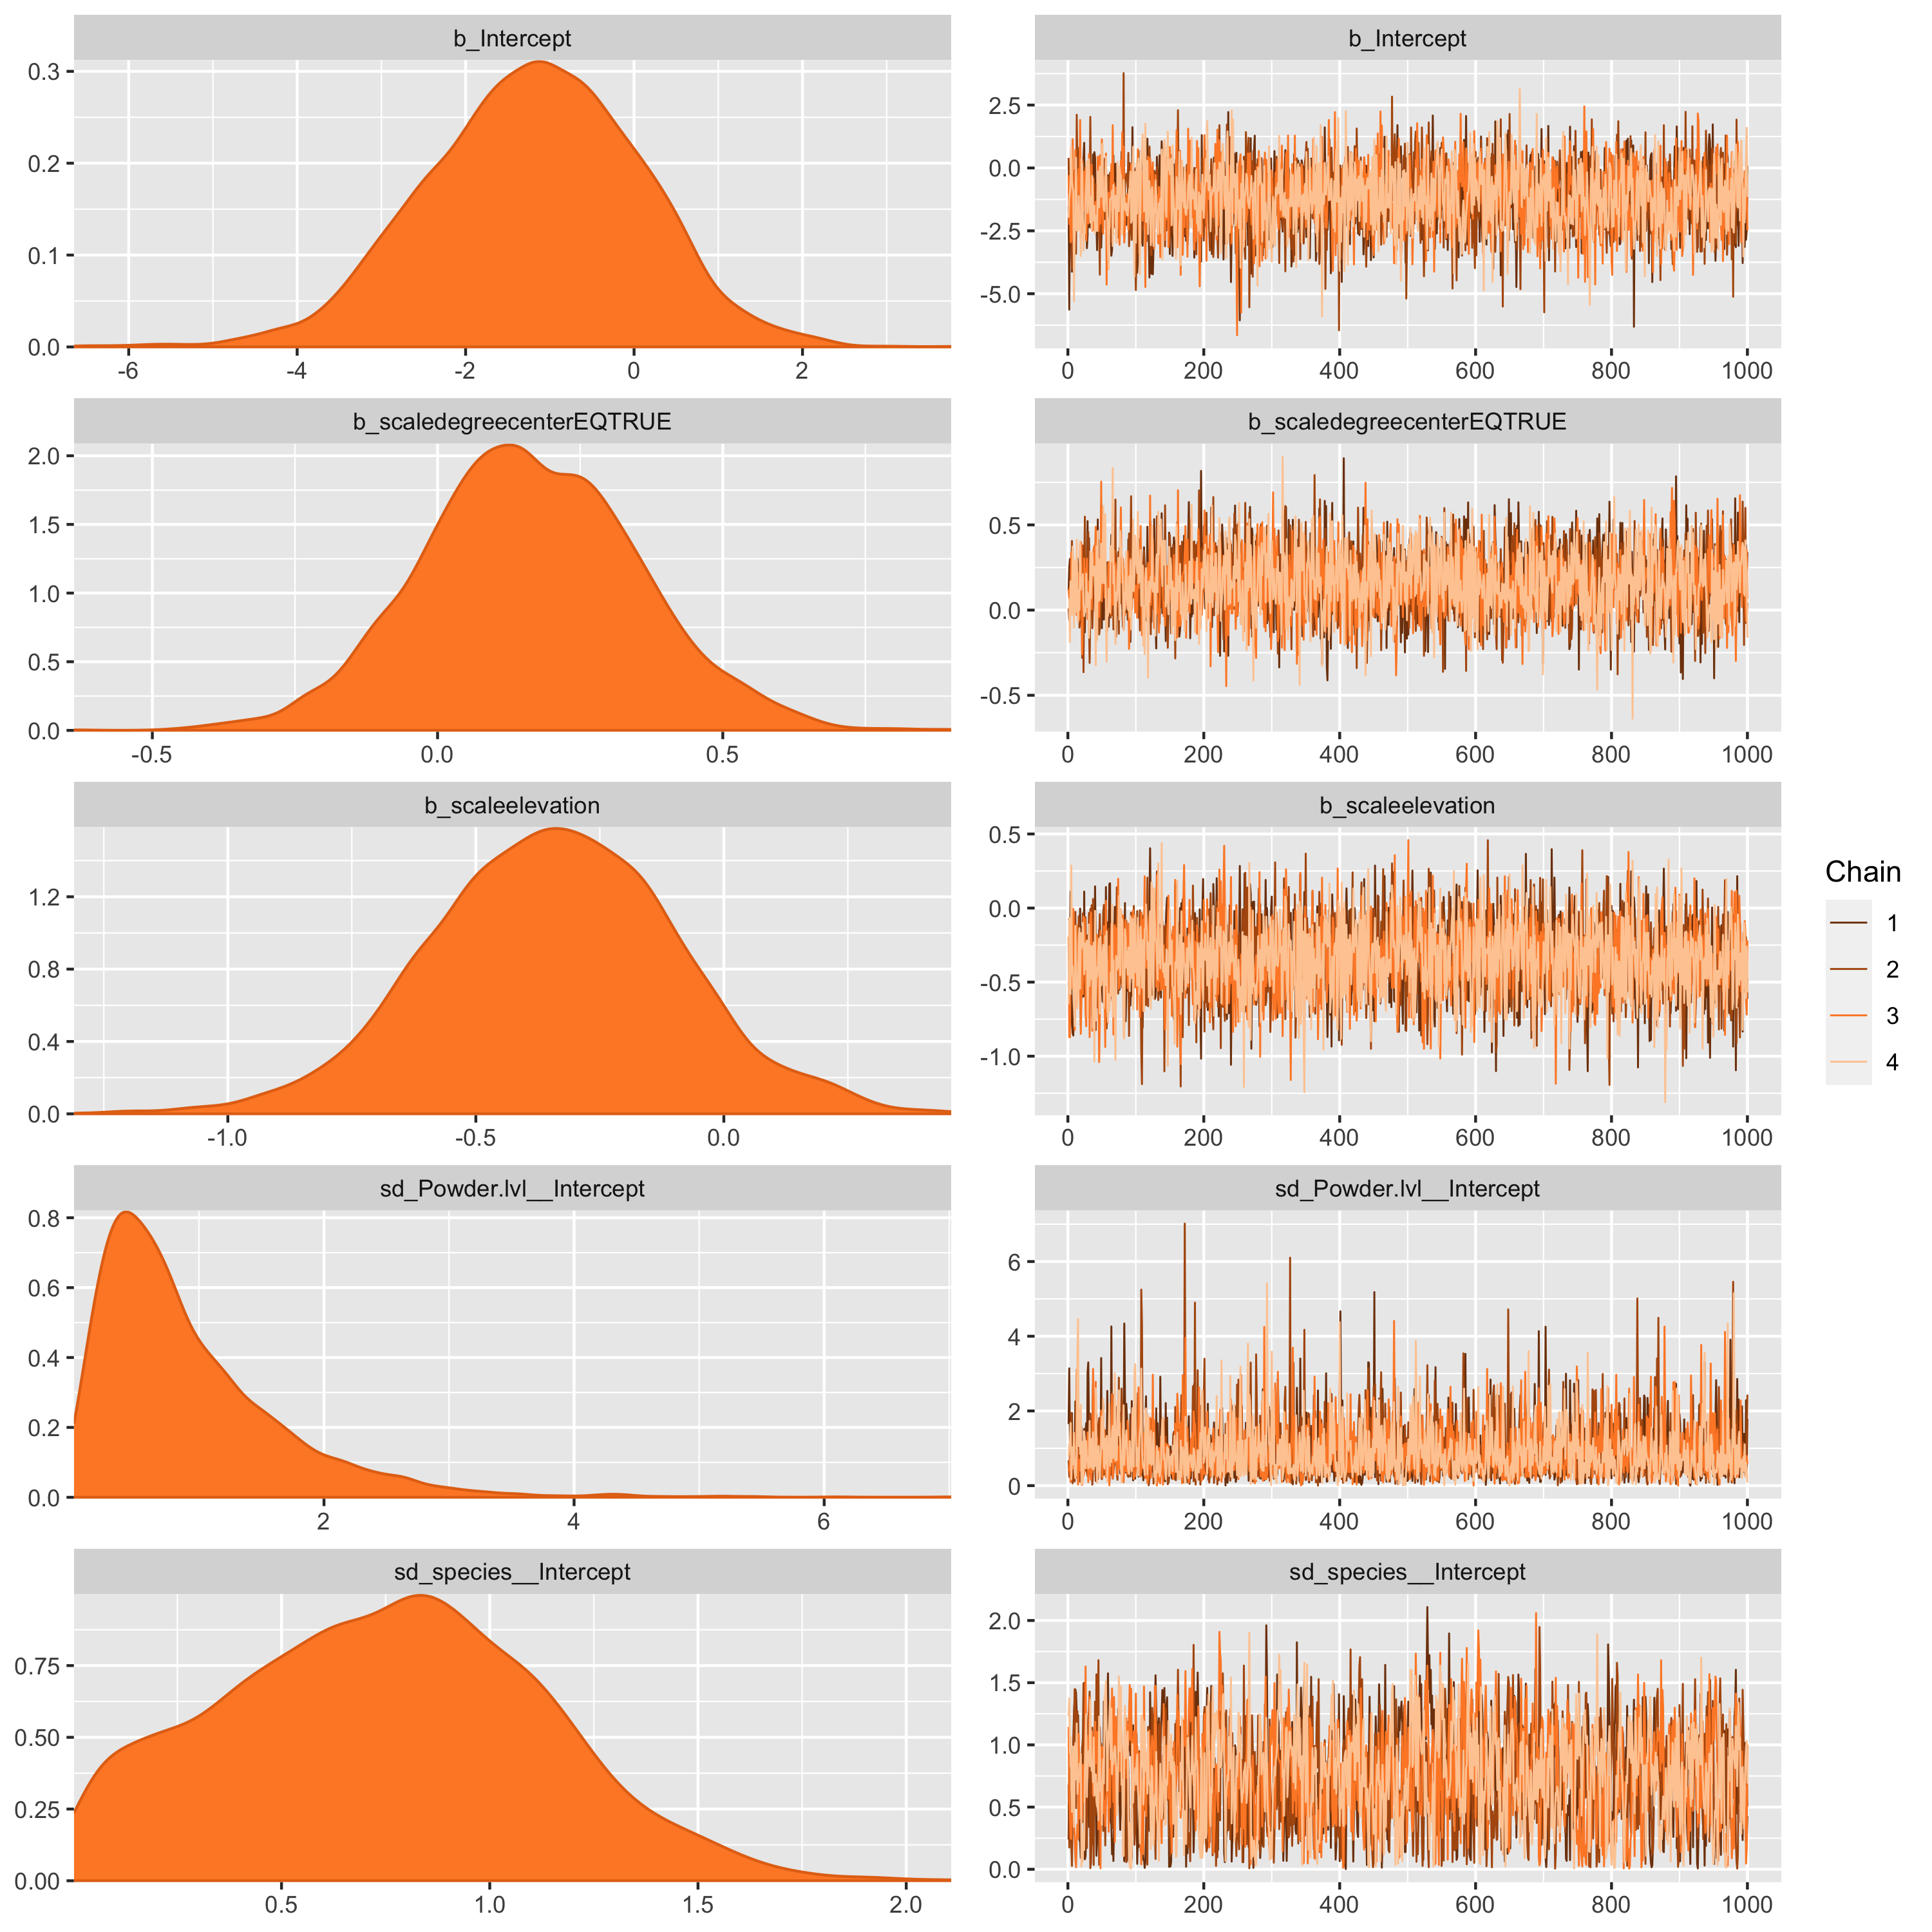 b_Intercept
0.3
0.2
0.1
0.0
-6 -4 -2 0 2
b_Intercept
2.5
0.0
-2.5
-5.0
0 200 400 600 800 1000
b_scaledegreecenterEQTRUE
2.0
1.5
1.0
0.5
0.0
-0.5 0.0 0.5
b_scaledegreecenterEQTRUE
0.5
0.0
-0.5
0 200 400 600 800 1000
b_scaleelevation
1.2
0.8
0.4
0.0
-1.0 -0.5 0.0
b_scaleelevation
0.5
0.0
-0.5
-1.0
0 200 400 600 800 1000
sd_Powder.lvl__Intercept
0.8
0.6
0.4
0.2
0.0
2 4 6
sd_Powder.lvl__Intercept
6
4
2
0
0 200 400 600 800 1000
sd_species__Intercept
0.75
0.50
0.25
0.00
0.5 1.0 1.5 2.0
sd_species__Intercept
2.0
1.5
1.0
0.5
0.0
0 200 400 600 800 1000
Chain
1
2
3
4